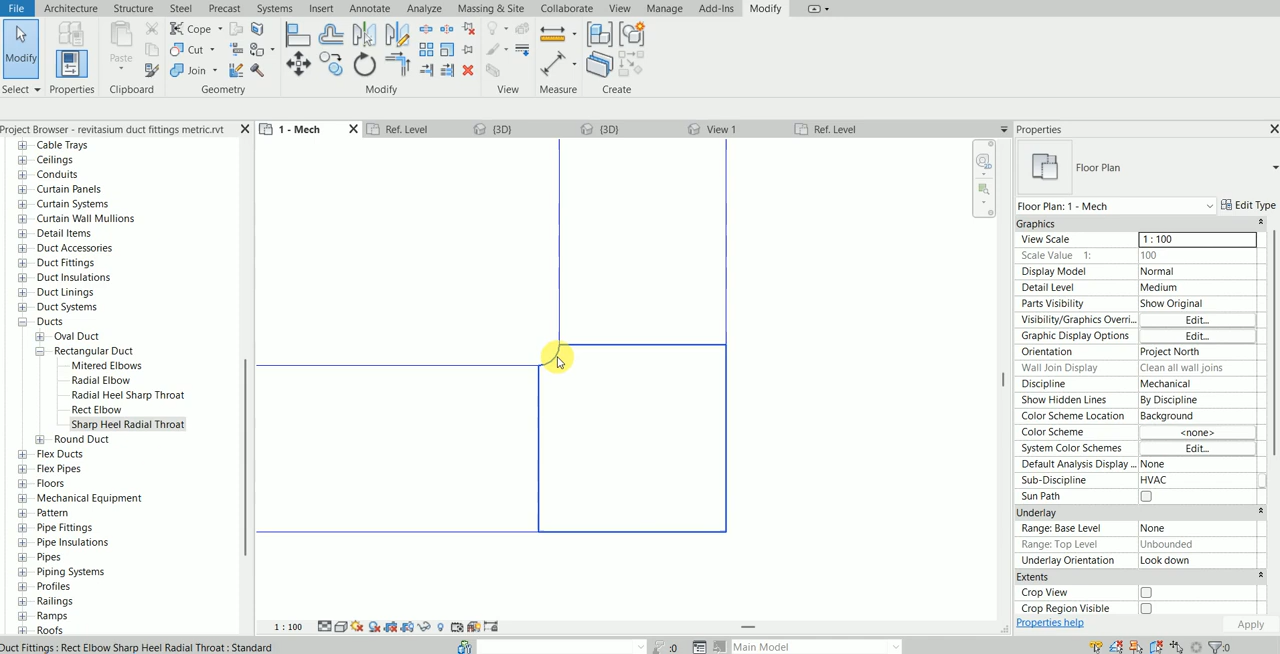 File Architecture Structure Steel Precast Systems Insert Annotate Analyze Massing & Site Collaborate View Manage Add-Ins Modify
Cope
Cut
Join
Modify
Paste
Select Properties Clipboard Geometry Modify View Measure Create
Project Browser - revitasium duct fittings metric.rvt
1 - Mech
Ref. Level
{3D}
{3D}
View 1
Ref. Level
Properties
Cable Trays
Ceilings
Conduits
Curtain Panels
Curtain Systems
Curtain Wall Mullions
Detail Items
Duct Accessories
Duct Fittings
Duct Insulations
Duct Linings
Duct Systems
Ducts
Oval Duct
Rectangular Duct
Mitered Elbows
Radial Elbow
Radial Heel Sharp Throat
Rect Elbow
Sharp Heel Radial Throat
Round Duct
Flex Ducts
Flex Pipes
Floors
Mechanical Equipment
Pattern
Pipe Fittings
Pipe Insulations
Pipes
Piping Systems
Profiles
Railings
Ramps
Roofs
Floor Plan
Floor Plan: 1 - Mech Edit Type
Graphics
View Scale 1 : 100
Scale Value 1: 100
Display Model Normal
Detail Level Medium
Parts Visibility Show Original
Visibility/Graphics Overri... Edit...
Graphic Display Options Edit...
Orientation Project North
Wall Join Display Clean all wall joins
Discipline Mechanical
Show Hidden Lines By Discipline
Color Scheme Location Background
Color Scheme <none>
System Color Schemes Edit...
Default Analysis Display ... None
Sub-Discipline HVAC
Sun Path
Underlay
Range: Base Level None
Range: Top Level Unbounded
Underlay Orientation Look down
Extents
Crop View
Crop Region Visible
Properties help Apply
1 : 100
Duct Fittings : Rect Elbow Sharp Heel Radial Throat : Standard
:0
Main Model
:0